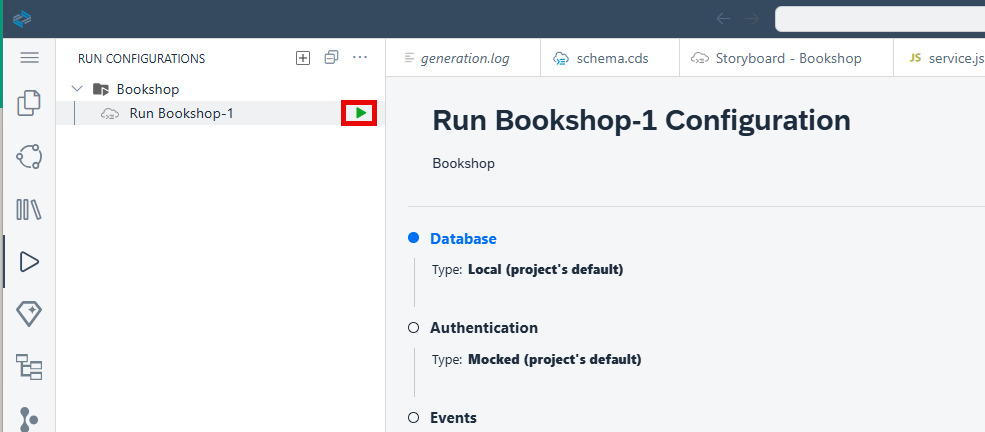 RUN CONFIGURATIONS
Bookshop
Run Bookshop-1
generation.log
schema.cds
Storyboard - Bookshop
JS service.js
Run Bookshop-1 Configuration
Bookshop
Database
Type: Local (project's default)
Authentication
Type: Mocked (project's default)
Events